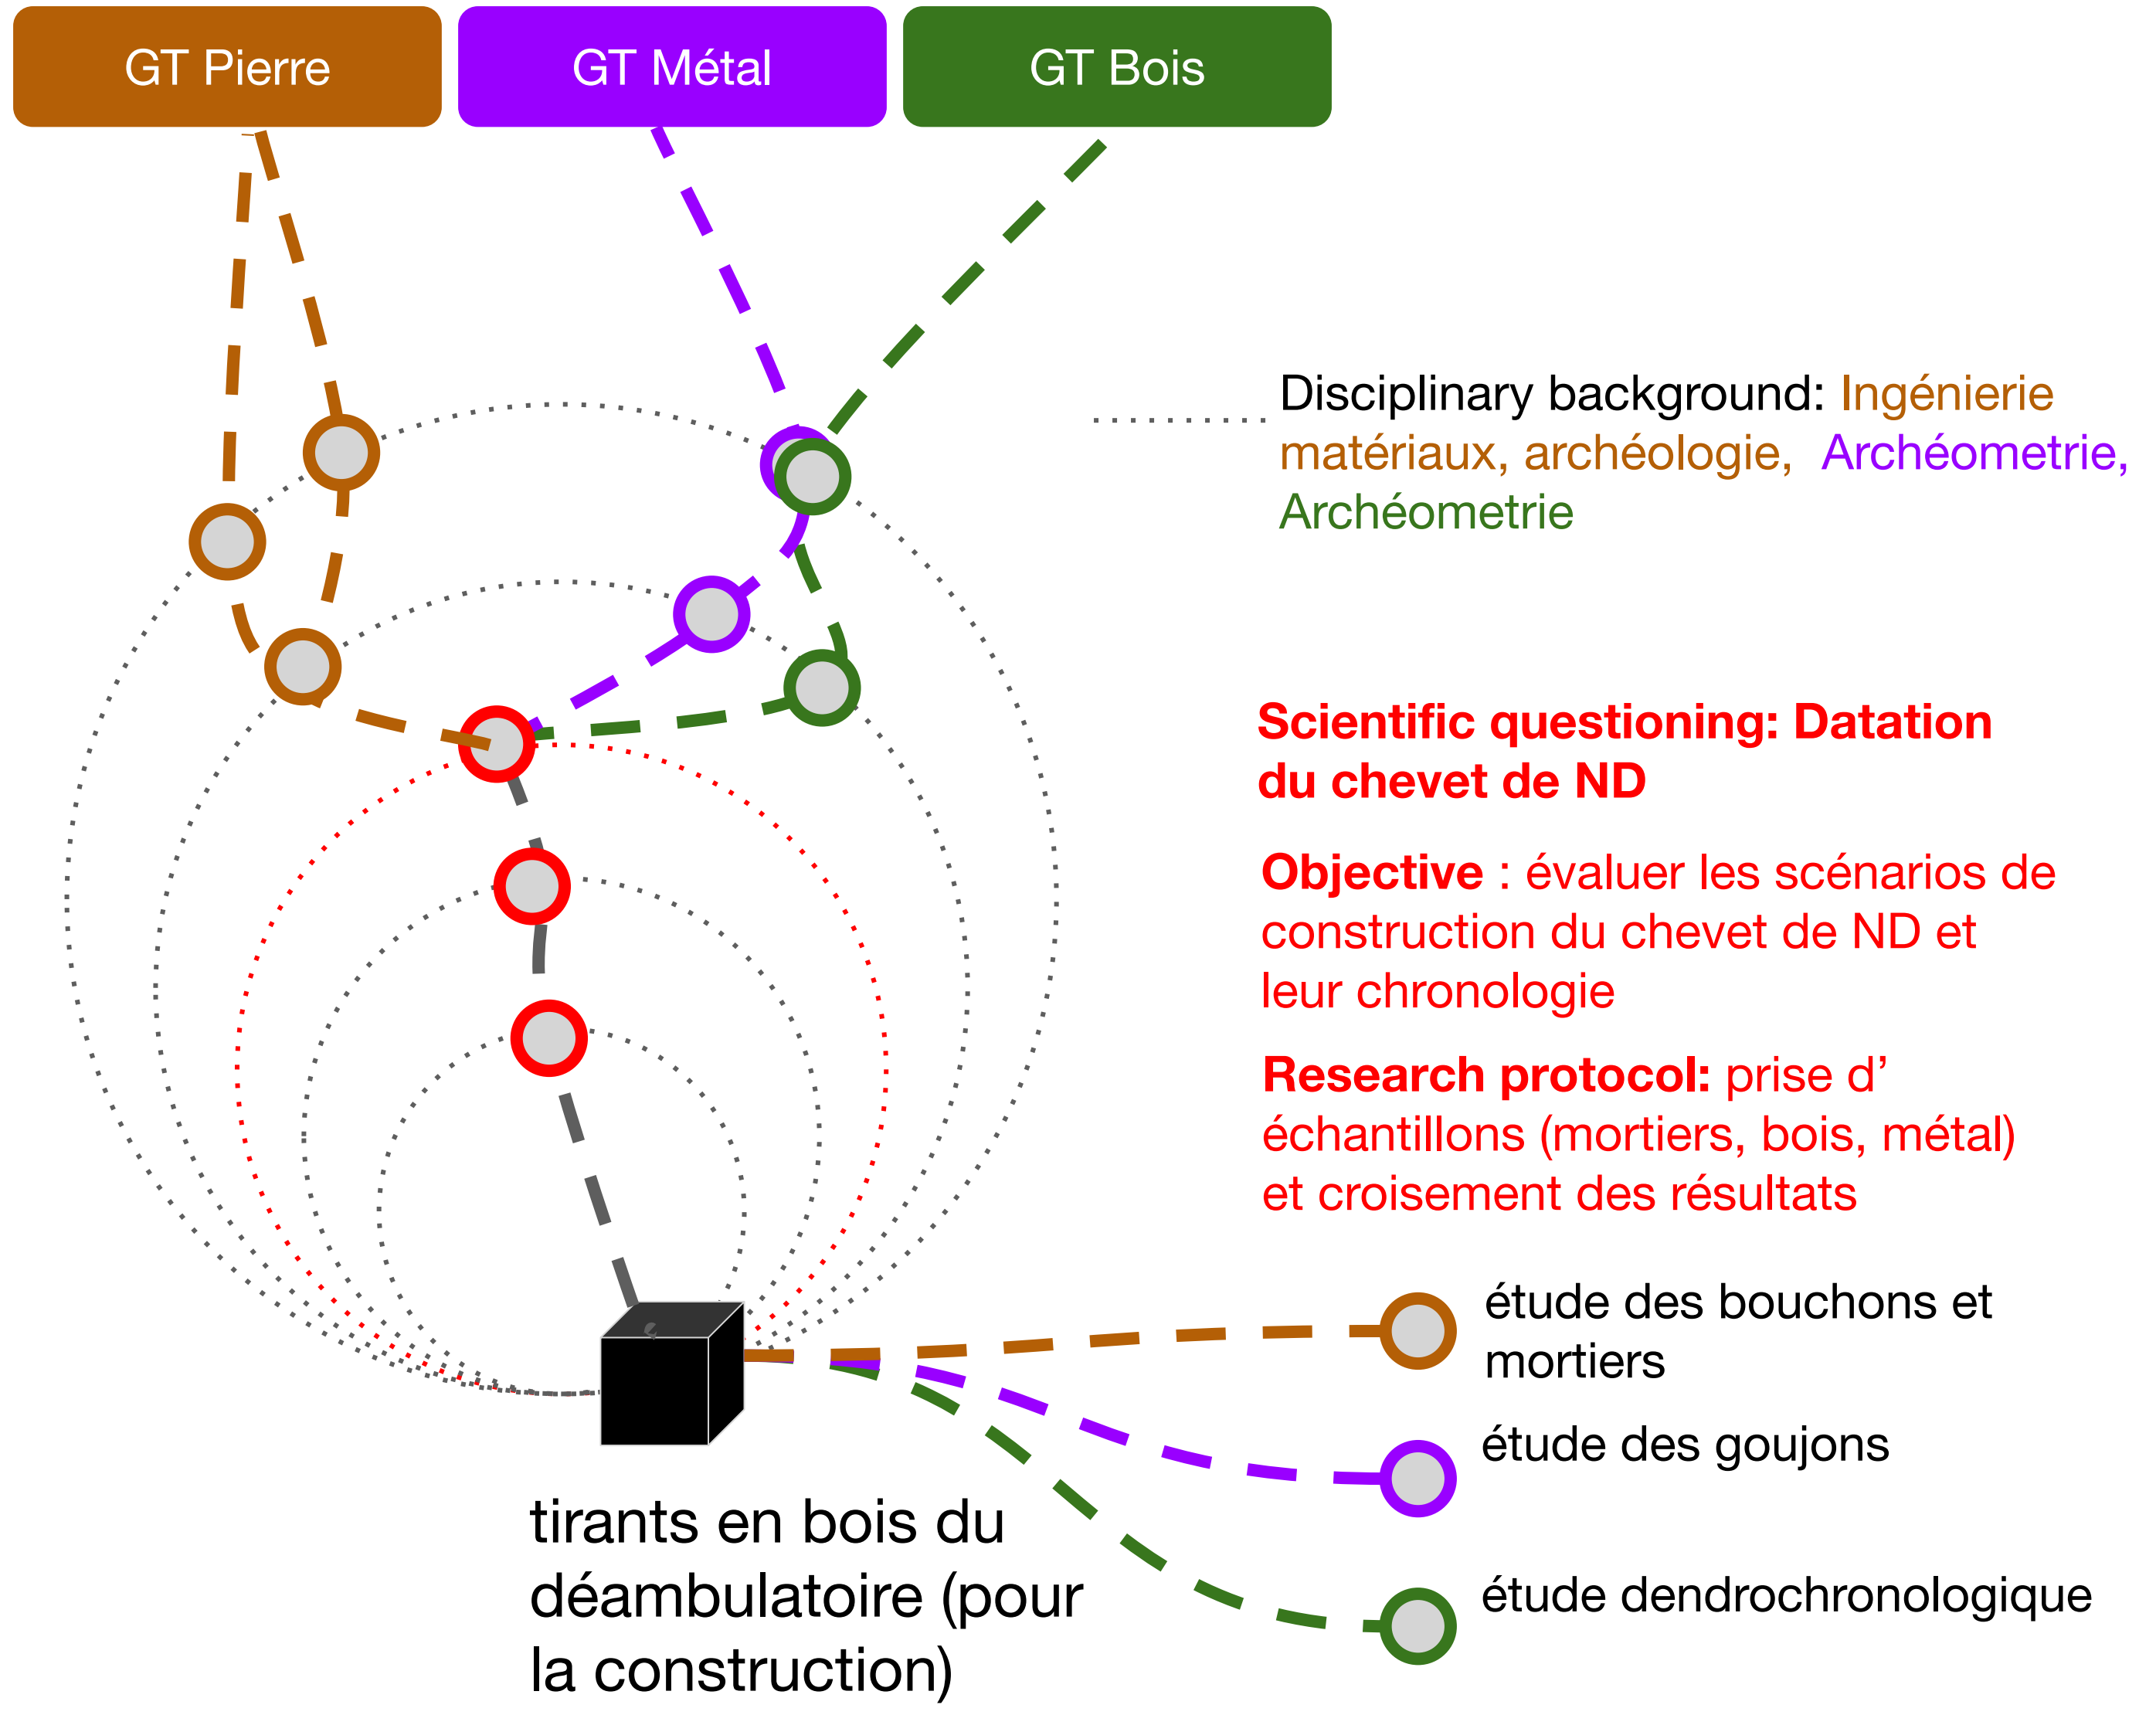 GT Pierre
GT Métal
GT Bois
Disciplinary background: Ingénierie
matériaux, archéologie, Archéometrie,
Archéometrie
Scientific questioning: Datation
du chevet de ND
Objective : évaluer les scénarios de
construction du chevet de ND et
leur chronologie
Research protocol: prise d’
échantillons (mortiers, bois, métal)
et croisement des résultats
étude des bouchons et
mortiers
étude des goujons
étude dendrochronologique
tirants en bois du
déambulatoire (pour
la construction)